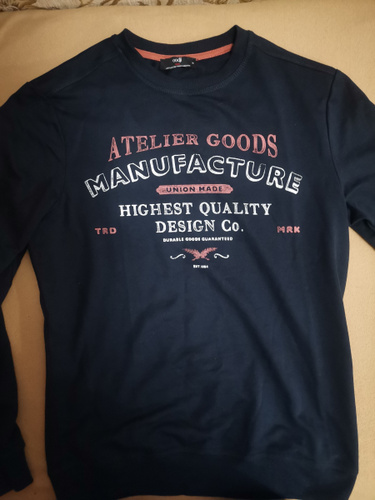 ATELIER GOODS
MANUFACTURE
UNION MADE
HIGHEST QUALITY
DESIGN Co.
TRD MRK
DURABLE GOODS GUARANTEED